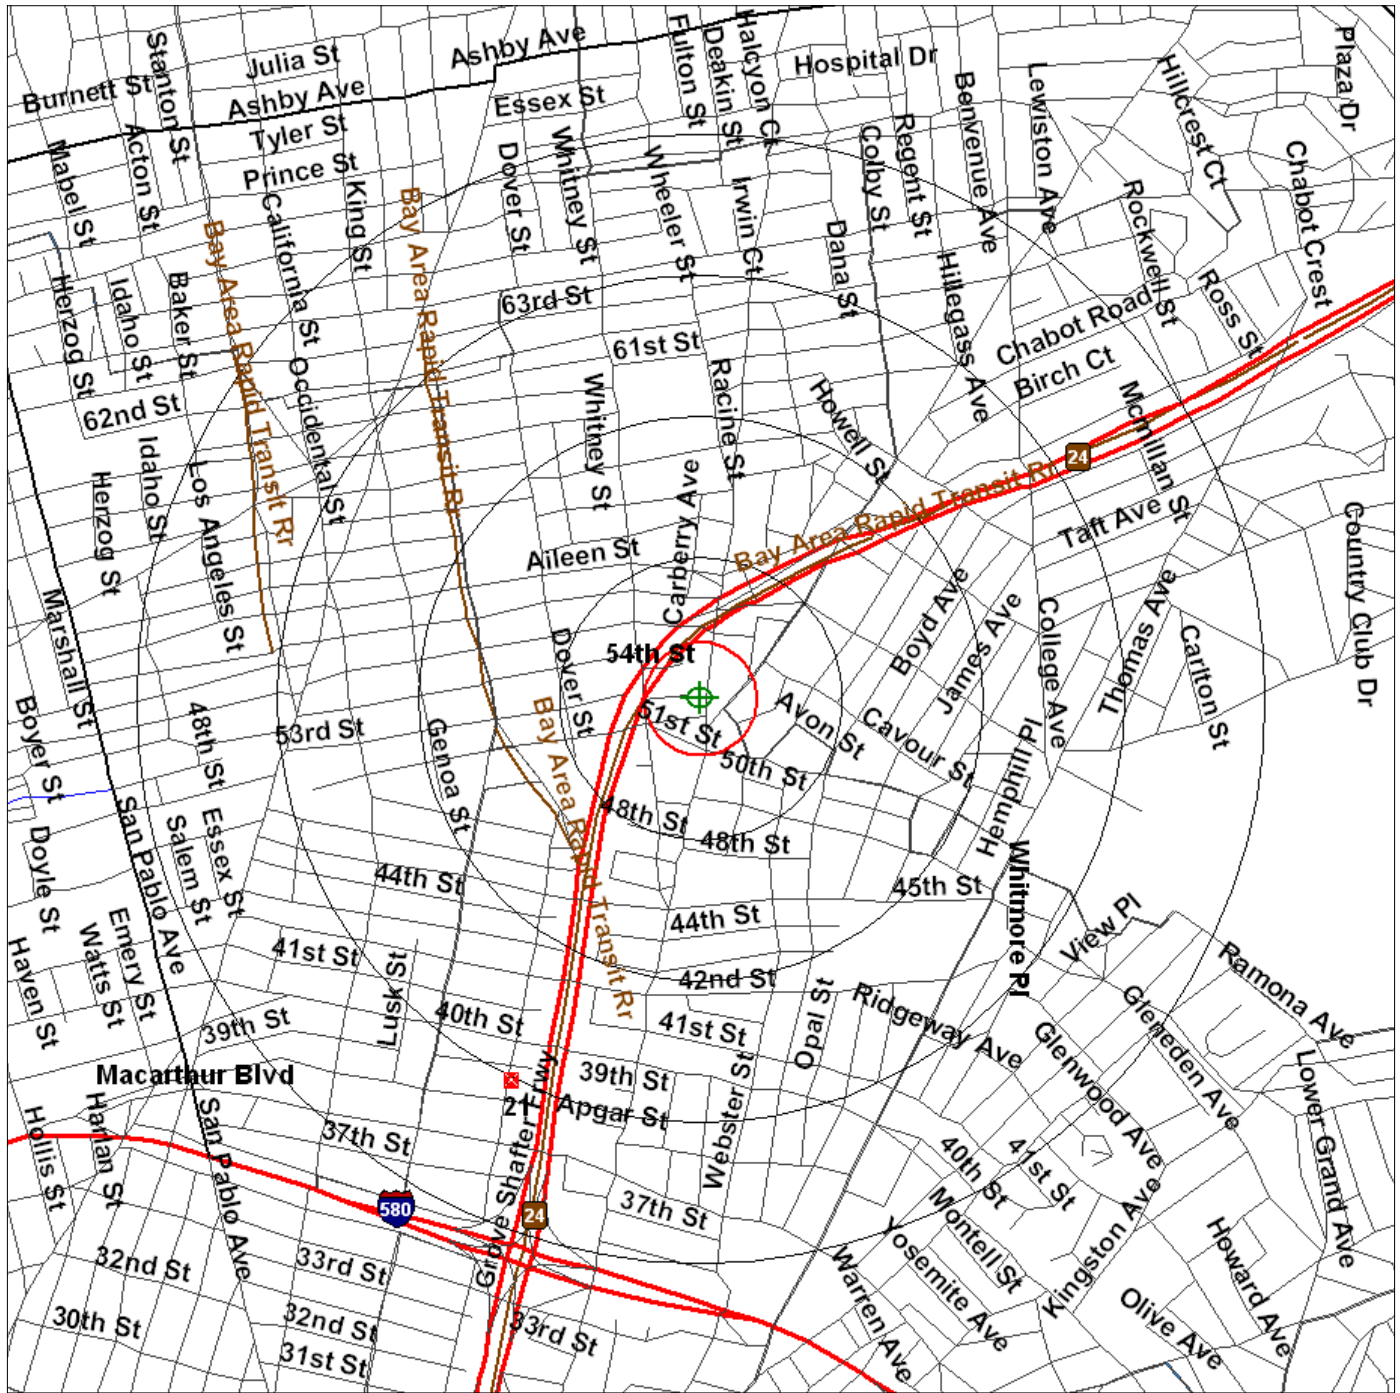 Stanton St
Julia St
Ashby Ave
Fulton St
Deakin St
Halcyon Ct
Hospital Dr
Plaza Dr
Burnett St
Ashby Ave
Essex St
Benvenue Ave
Lewiston Ave
Hillcrest Ct
Mabel St
Acton St
Tyler St
Prince St
King St
Dover St
Whitney St
Wheeler St
Irwin Ct
Colby St
Regent St
Rockwell St
Chabot Crest
California St
Bay Area Rapid Transit Rr
Bay Area Rapid Transit Rr
Dana St
Hillegass Ave
Herzog St
Idaho St
Baker St
63rd St
61st St
Chabot Road
Birch Ct
Ross St
Occidental St
Whitney St
Racine St
Howell St
Mcmillan St
62nd St
Idaho St
Herzog St
Los Angeles St
24
Carberry Ave
Bay Area Rapid Transit Rr
Taft Ave
Country Club Dr
Aileen St
Marshall St
Dover St
54th St
Boyd Ave
James Ave
College Ave
Thomas Ave
Carlton St
Boyer St
48th St
53rd St
Genoa St
Bay Area Rapid Transit Rr
51st St
50th St
Avon St
Cavour St
Hemphill Pl
San Pablo Ave
Doyle St
Salem St
Essex St
48th St
48th St
Whitmore Pl
44th St
45th St
44th St
View Pl
Haven St
Watts St
Emery St
41st St
Lusk St
42nd St
Opal St
Ridgeway Ave
Ramona Ave
Gleneden Ave
39th St
40th St
41st St
Glenwood Ave
Macarthur Blvd
21
39th St
Apgar St
Webster St
Lower Grand Ave
Hollis St
Harlan St
San Pablo Ave
37th St
Grove Shafter Frwy
40th St
41st St
580
24
37th St
Montell St
Kingston Ave
Yosemite Ave
Howard Ave
Warren Ave
32nd St
33rd St
30th St
32nd St
33rd St
31st St
Olive Ave